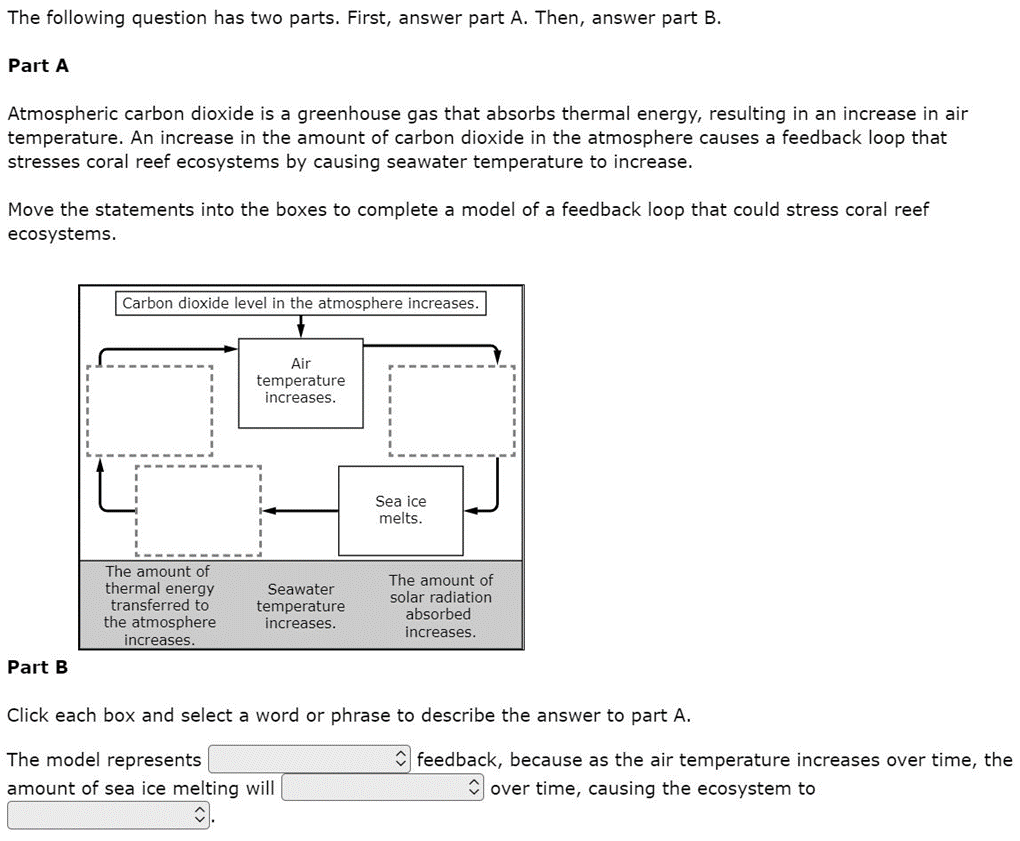 The following question has two parts. First, answer part A. Then, answer part B.
Part A
Atmospheric carbon dioxide is a greenhouse gas that absorbs thermal energy, resulting in an increase in air
temperature. An increase in the amount of carbon dioxide in the atmosphere causes a feedback loop that
stresses coral reef ecosystems by causing seawater temperature to increase.
Move the statements into the boxes to complete a model of a feedback loop that could stress coral reef
ecosystems.
Carbon dioxide level in the atmosphere increases.
Air
temperature
increases.
Sea ice
melts.
The amount of
thermal energy
transferred to
the atmosphere
increases.
Seawater
temperature
increases.
The amount of
solar radiation
absorbed
increases.
Part B
Click each box and select a word or phrase to describe the answer to part A.
The model represents feedback, because as the air temperature increases over time, the
amount of sea ice melting will over time, causing the ecosystem to
.